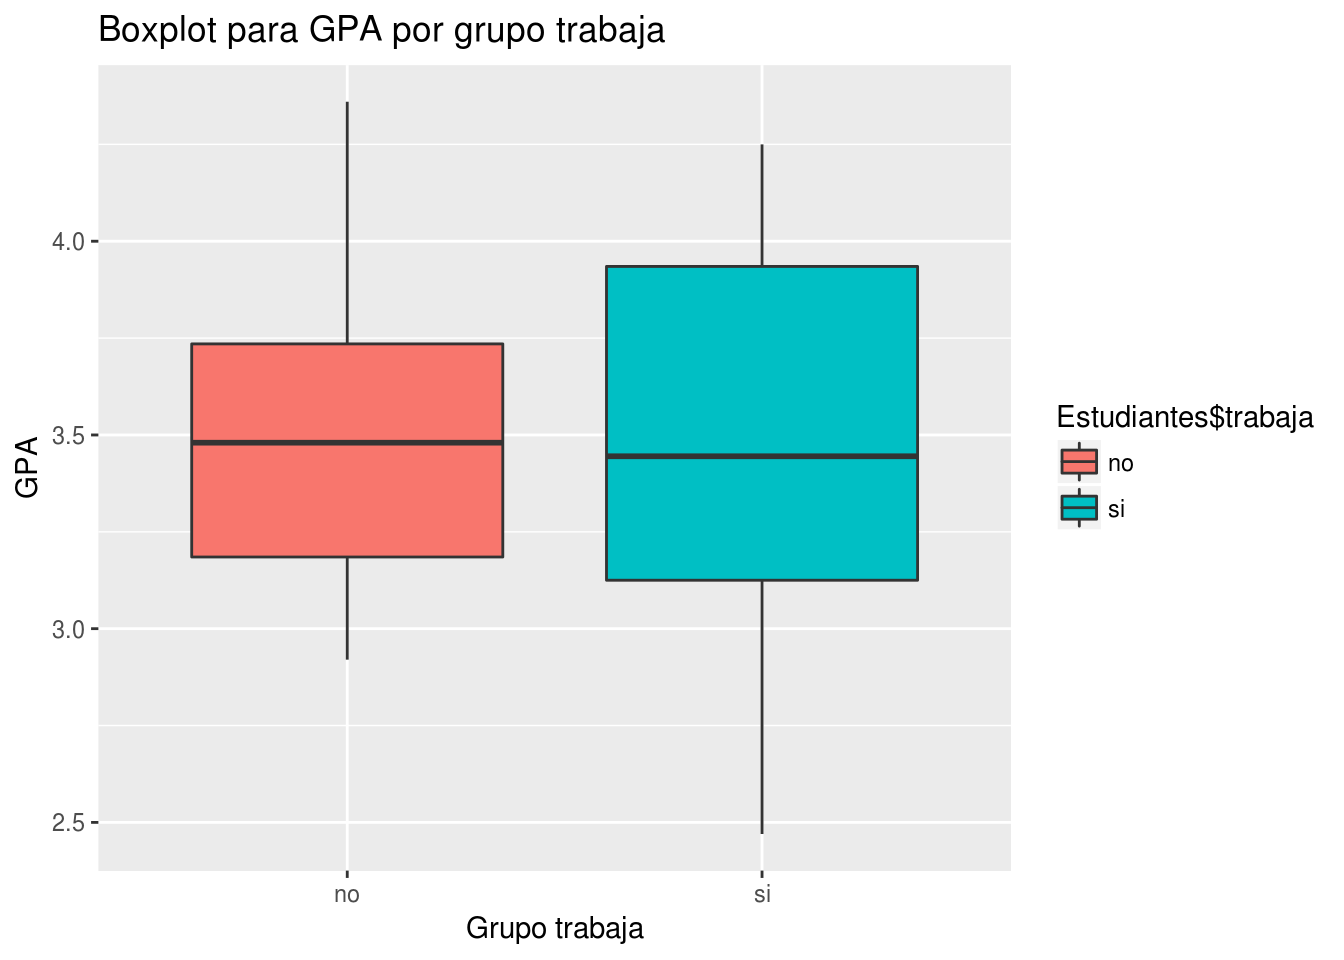 Boxplot para GPA por grupo trabaja
GPA
4.0
3.5
3.0
2.5
no
si
Grupo trabaja
Estudiantes$trabaja
no
si